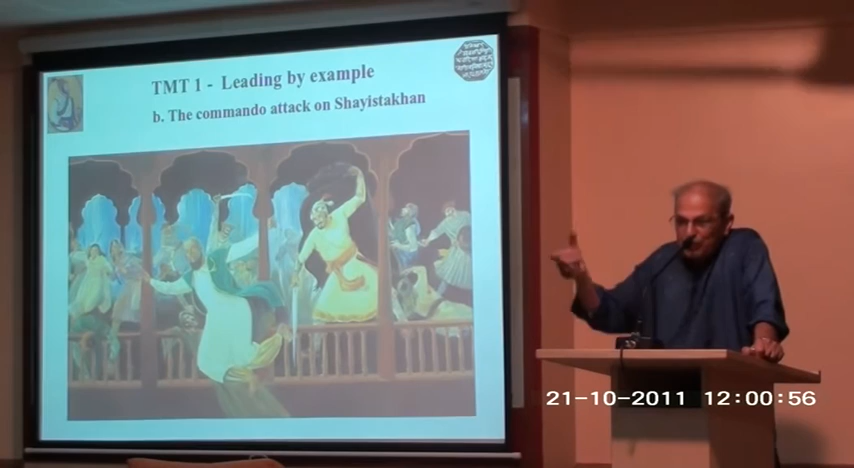 TMT 1 - Leading by example
b. The commando attack on Shayistakhan
21-10-2011 12:00:56